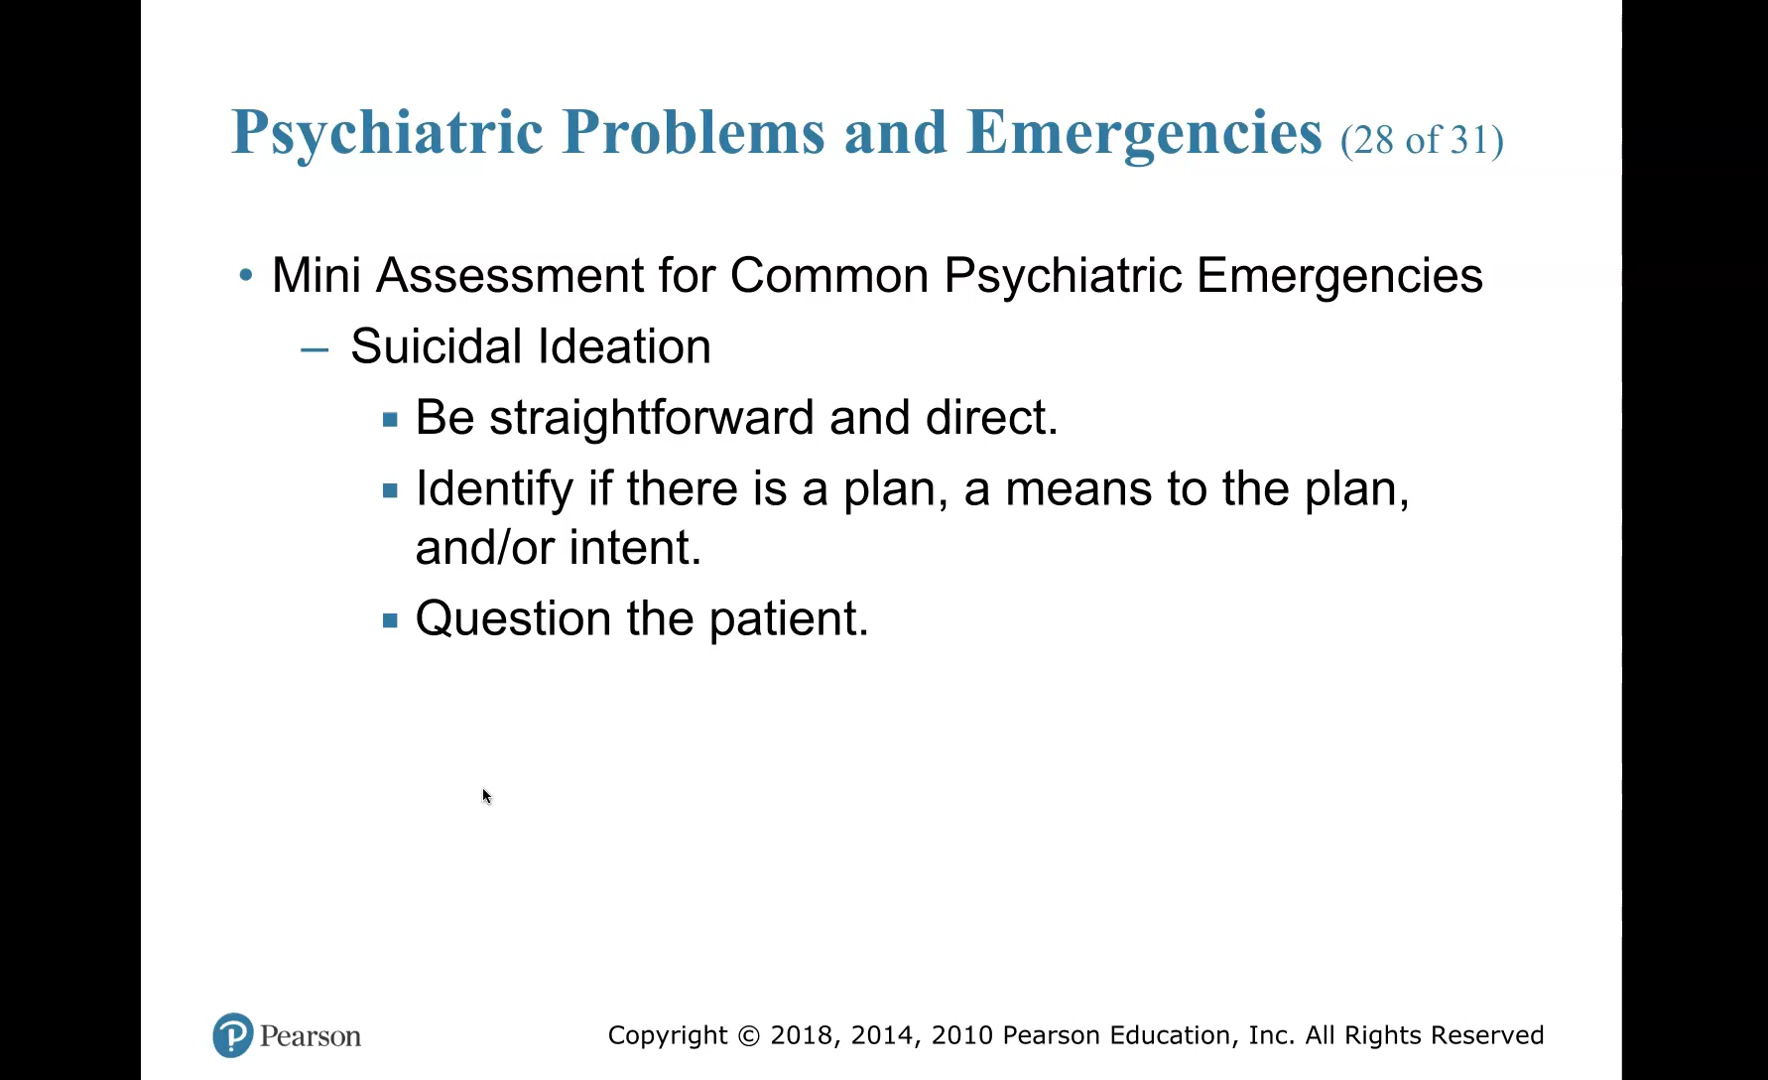 Psychiatric Problems and Emergencies (28 of 31)
• Mini Assessment for Common Psychiatric Emergencies
– Suicidal Ideation
▪ Be straightforward and direct.
▪ Identify if there is a plan, a means to the plan,
and/or intent.
▪ Question the patient.
Pearson
Copyright © 2018, 2014, 2010 Pearson Education, Inc. All Rights Reserved